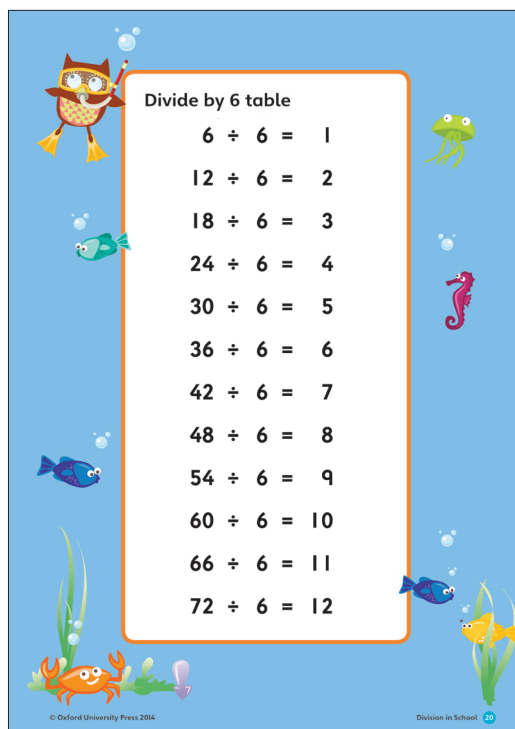 Divide by 6 table
6 ÷ 6 = 1
12 ÷ 6 = 2
18 ÷ 6 = 3
24 ÷ 6 = 4
30 ÷ 6 = 5
36 ÷ 6 = 6
42 ÷ 6 = 7
48 ÷ 6 = 8
54 ÷ 6 = 9
60 ÷ 6 = 10
66 ÷ 6 = 11
72 ÷ 6 = 12
© Oxford University Press 2014
Division in School 20